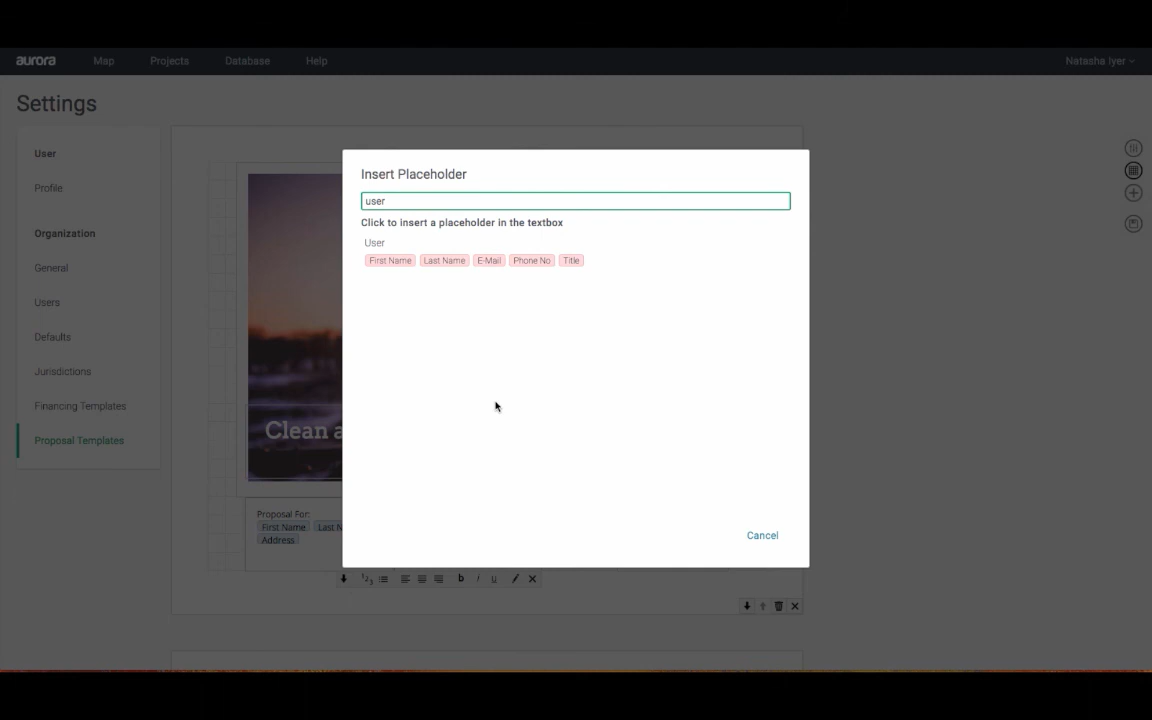 aurora Map Projects Database Help Natasha Iyer
Settings
User
Profile
Organization
General
Users
Defaults
Jurisdictions
Financing Templates
Proposal Templates
Clean a
Proposal For:
First Name Last N
Address
Insert Placeholder
user
Click to insert a placeholder in the textbox
User
First Name Last Name E-Mail Phone No Title
Cancel
b i u